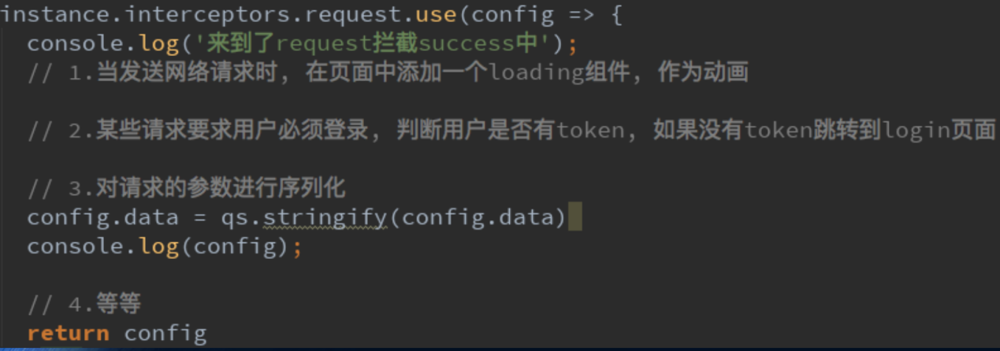 instance.interceptors.request.use(config => {
console.log('来到了request拦截success中');
// 1.当发送网络请求时, 在页面中添加一个loading组件, 作为动画
// 2.某些请求要求用户必须登录, 判断用户是否有token, 如果没有token跳转到login页面
// 3.对请求的参数进行序列化
config.data = qs.stringify(config.data)
console.log(config);
// 4.等等
return config